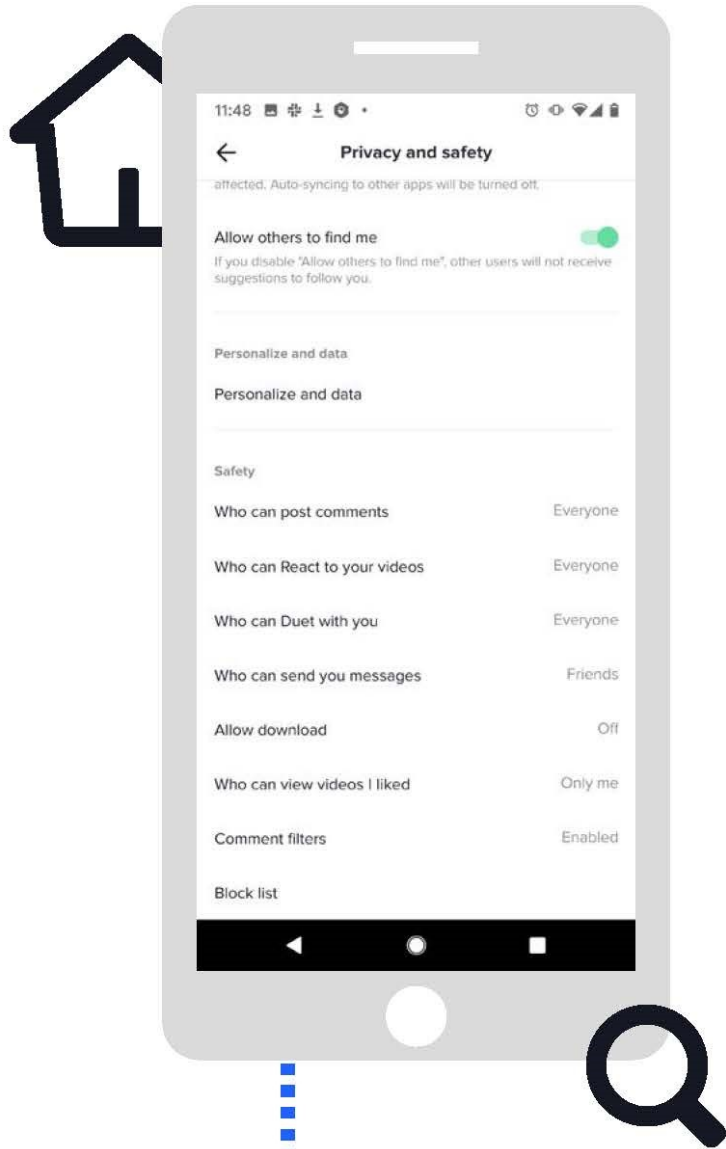 11:48
Privacy and safety
affected. Auto-syncing to other apps will be turned off.
Allow others to find me
If you disable "Allow others to find me", other users will not receive
suggestions to follow you.
Personalize and data
Personalize and data
Safety
Who can post comments Everyone
Who can React to your videos Everyone
Who can Duet with you Everyone
Who can send you messages Friends
Allow download Off
Who can view videos I liked Only me
Comment filters Enabled
Block list